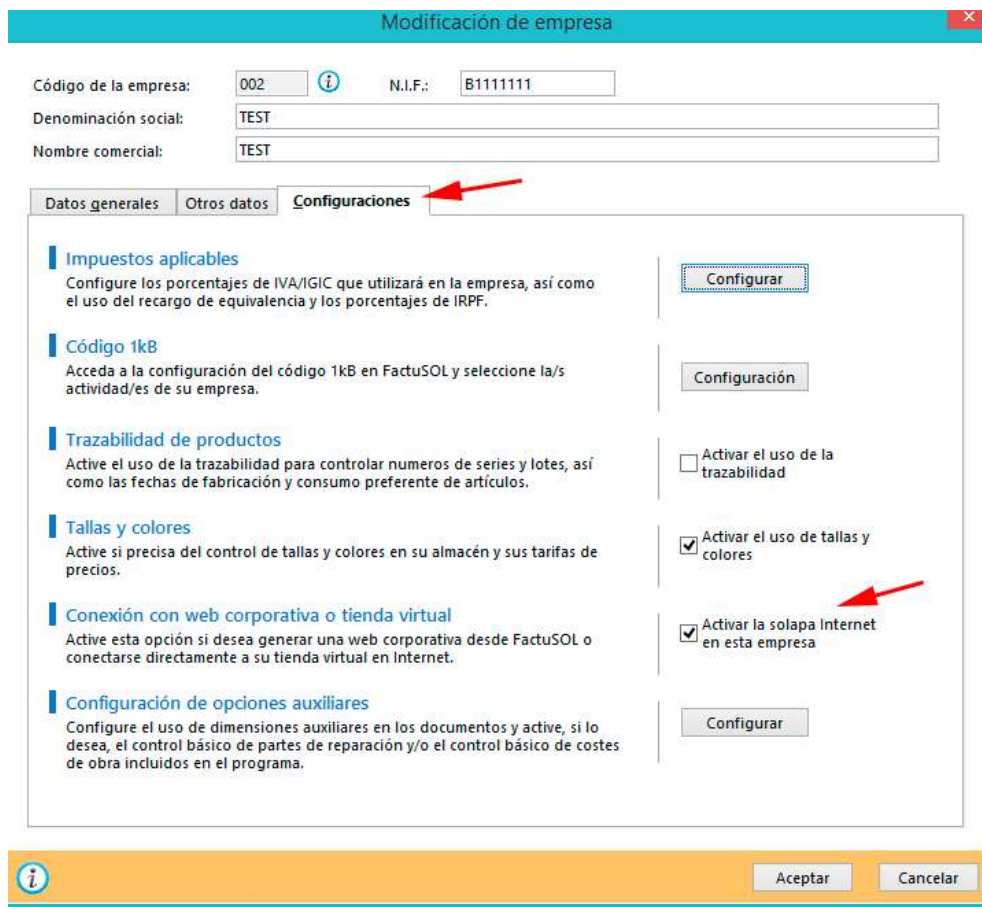 Modificación de empresa
Código de la empresa: 002 N.I.F.: B1111111
Denominación social: TEST
Nombre comercial: TEST
Datos generales Otros datos Configuraciones
Impuestos aplicables
Configure los porcentajes de IVA/IGIC que utilizará en la empresa, así como
el uso del recargo de equivalencia y los porcentajes de IRPF.
Configurar
Código 1kB
Acceda a la configuración del código 1kB en FactuSOL y seleccione la/s
actividad/es de su empresa.
Configuración
Trazabilidad de productos
Active el uso de la trazabilidad para controlar numeros de series y lotes, así
como las fechas de fabricación y consumo preferente de artículos.
Activar el uso de la
trazabilidad
Tallas y colores
Active si precisa del control de tallas y colores en su almacén y sus tarifas de
precios.
Activar el uso de tallas y
colores
Conexión con web corporativa o tienda virtual
Active esta opción si desea generar una web corporativa desde FactuSOL o
conectarse directamente a su tienda virtual en Internet.
Activar la solapa Internet
en esta empresa
Configuración de opciones auxiliares
Configure el uso de dimensiones auxiliares en los documentos y active, si lo
desea, el control básico de partes de reparación y/o el control básico de costes
de obra incluidos en el programa.
Configurar
Aceptar Cancelar